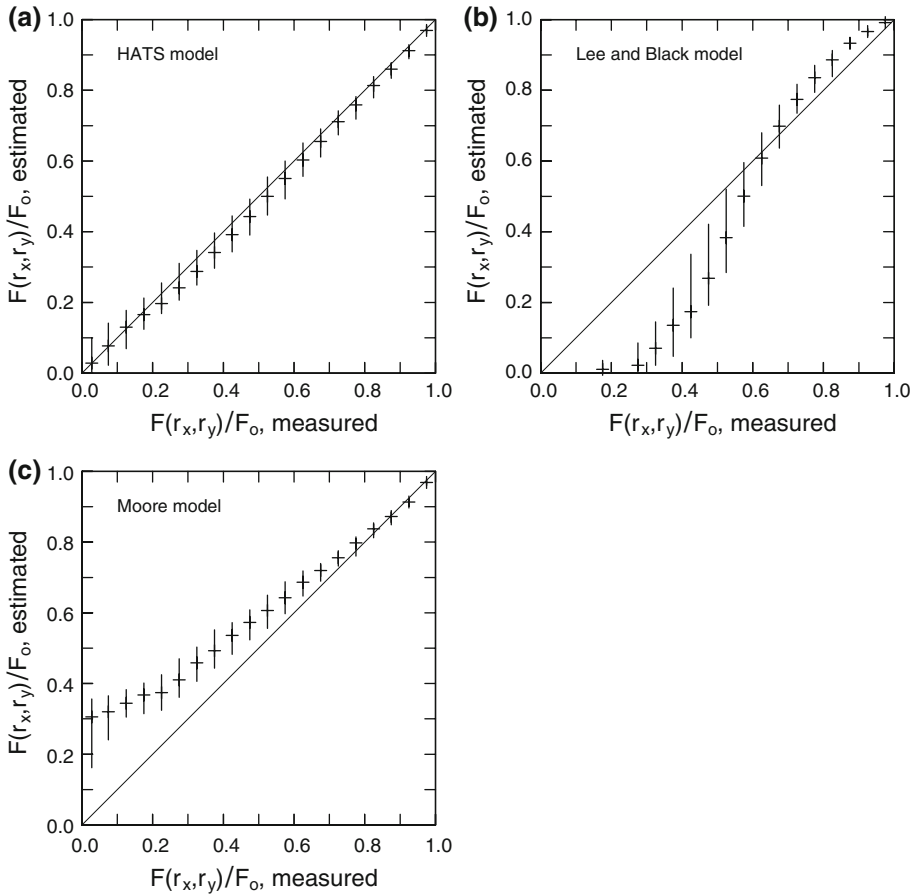 (a)
HATS model
1.0
0.8
0.6
0.4
0.2
0.0
F(rx,ry)/Fo, estimated
0.0 0.2 0.4 0.6 0.8 1.0
F(rx,ry)/Fo, measured
(b)
Lee and Black model
1.0
0.8
0.6
0.4
0.2
0.0
F(rx,ry)/Fo, estimated
0.0 0.2 0.4 0.6 0.8 1.0
F(rx,ry)/Fo, measured
(c)
Moore model
1.0
0.8
0.6
0.4
0.2
0.0
F(rx,ry)/Fo, estimated
0.0 0.2 0.4 0.6 0.8 1.0
F(rx,ry)/Fo, measured